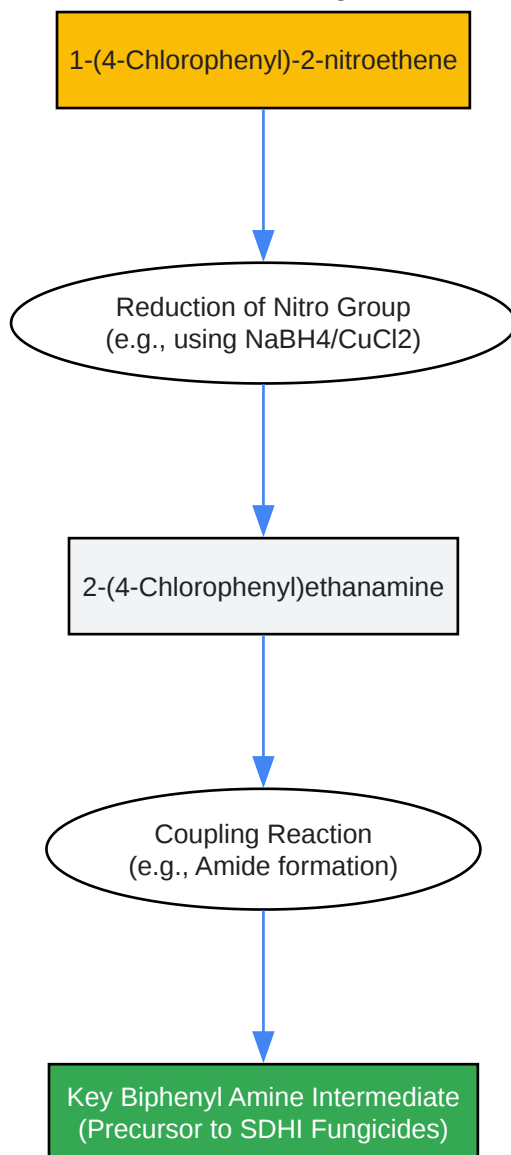 1-(4-Chlorophenyl)-2-nitroethene
Reduction of Nitro Group
(e.g., using NaBH4/CuCl2)
2-(4-Chlorophenyl)ethanamine
Coupling Reaction
(e.g., Amide formation)
Key Biphenyl Amine Intermediate
(Precursor to SDHI Fungicides)